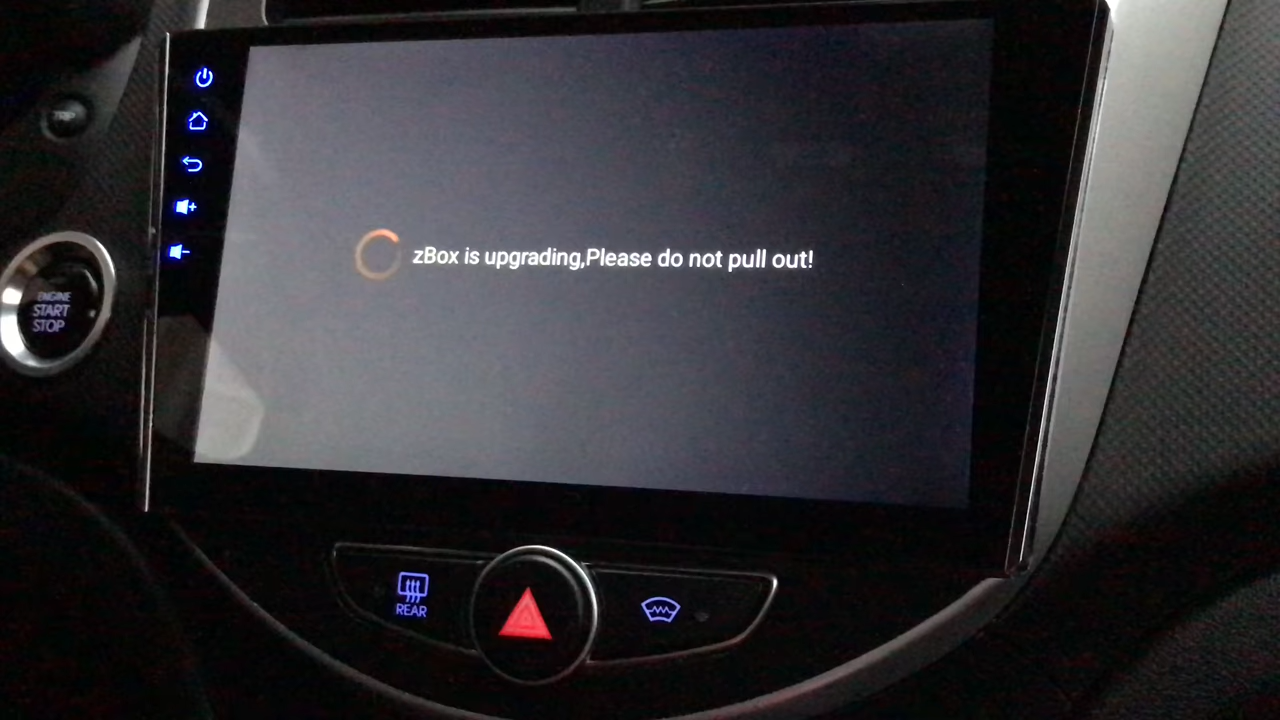 zBox is upgrading,Please do not pull out!
ENGINE
START
STOP
REAR